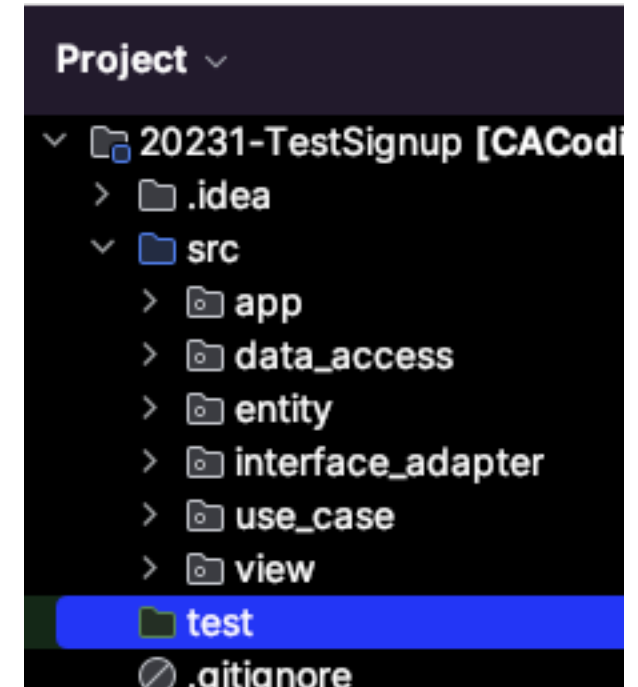 Project
20231-TestSignup [CACodi
.idea
src
app
data_access
entity
interface_adapter
use_case
view
test
.gitignore